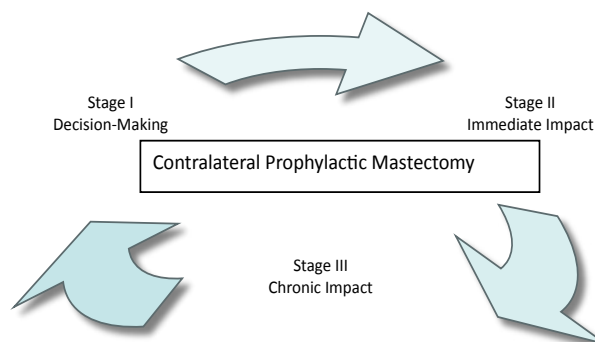 Stage I
Decision-Making
Stage II
Immediate Impact
Contralateral Prophylactic Mastectomy
Stage III
Chronic Impact